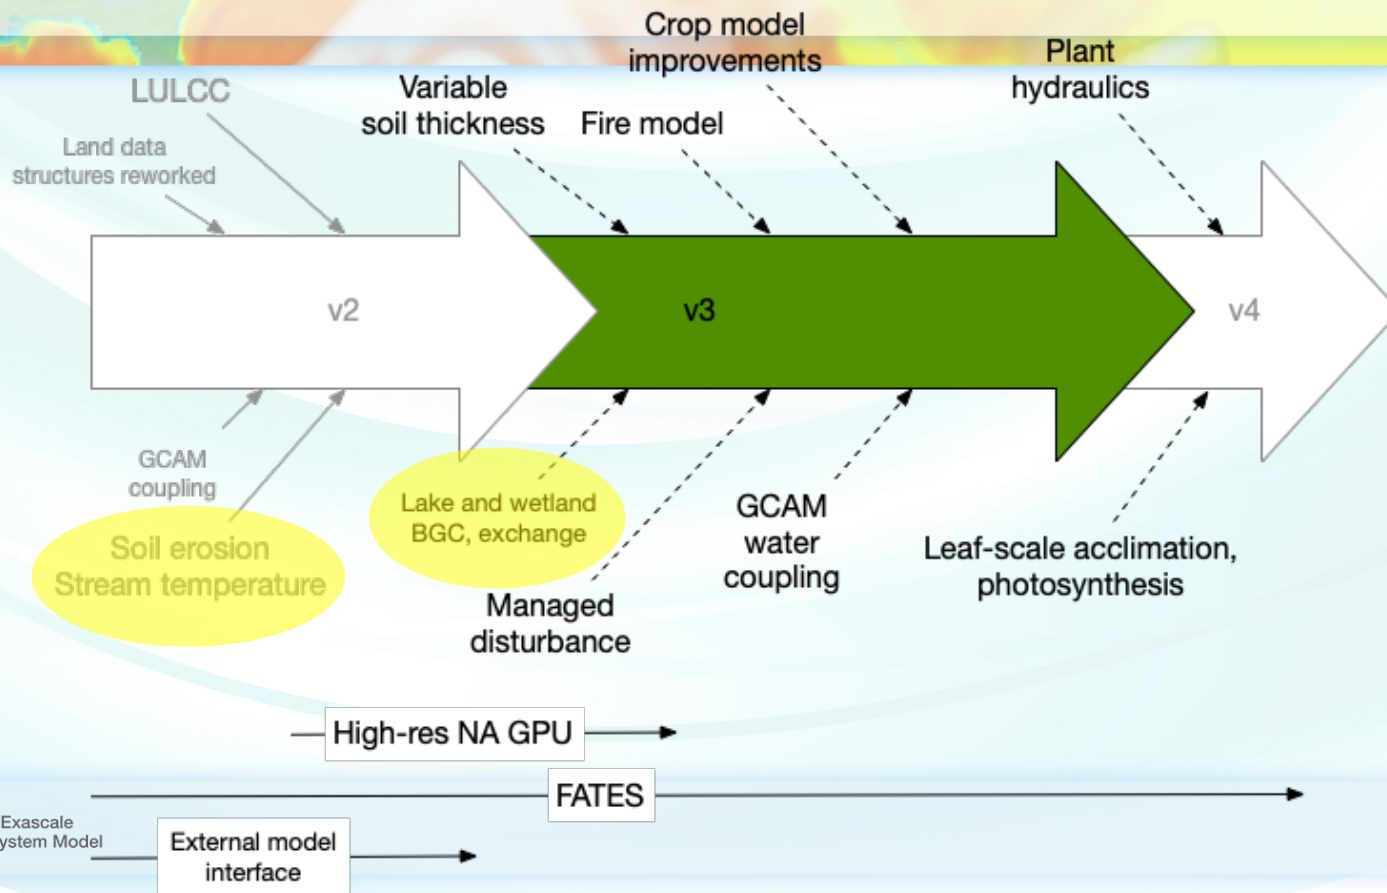 Crop model
improvements
Plant
hydraulics
LULCC
Variable
soil thickness
Fire model
Land data
structures reworked
v2
v3
v4
GCAM
coupling
Lake and wetland
BGC, exchange
GCAM
water
coupling
Soil erosion
Stream temperature
Leaf-scale acclimation,
photosynthesis
Managed
disturbance
High-res NA GPU
FATES
Exascale
ystem Model
External model
interface